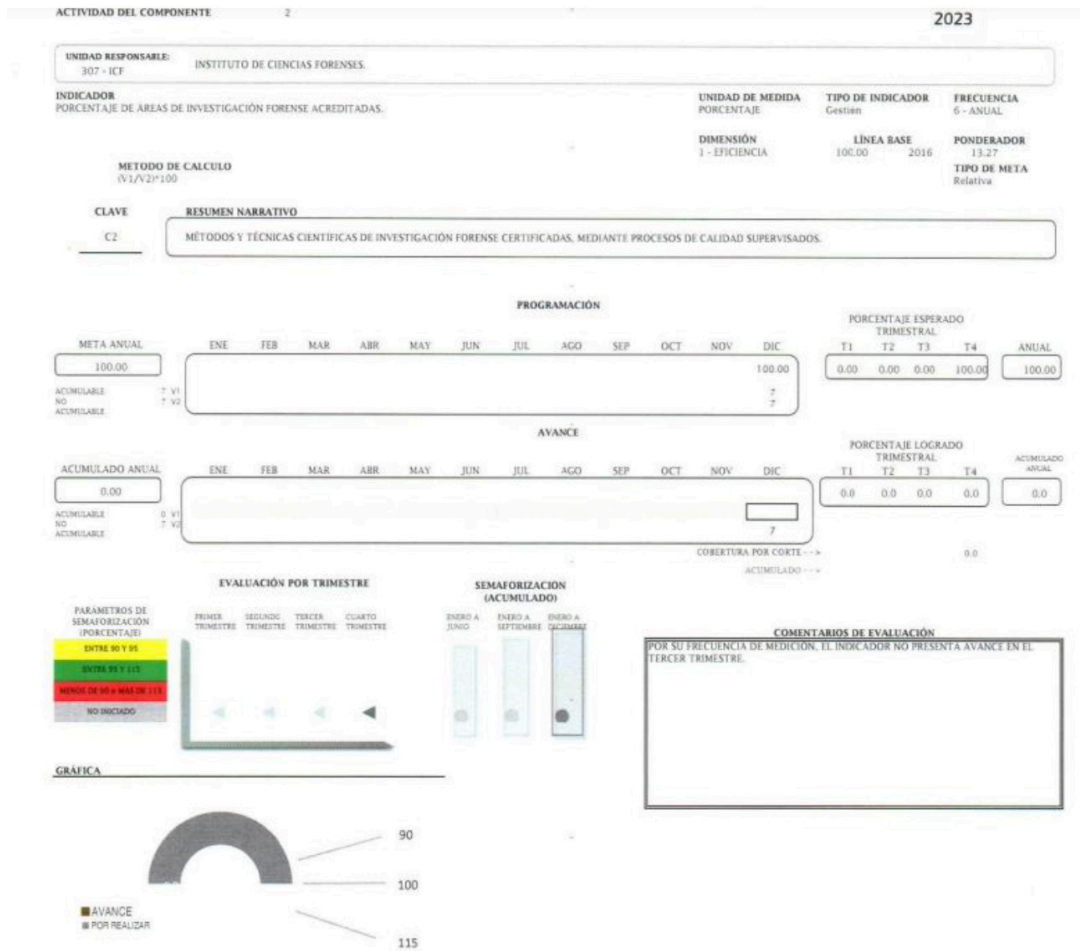 ACTIVIDAD DEL COMPONENTE 2
2023
UNIDAD RESPONSABLE:
307 - ICF INSTITUTO DE CIENCIAS FORENSES.
INDICADOR UNIDAD DE MEDIDA TIPO DE INDICADOR FRECUENCIA
PORCENTAJE DE ÁREAS DE INVESTIGACIÓN FORENSE ACREDITADAS. PORCENTAJE Gestión 6 - ANUAL
DIMENSIÓN LÍNEA BASE PONDERADOR
1 - EFICIENCIA 100.00 2016 13.27
METODO DE CALCULO TIPO DE META
(V1/V2)*100 Relativa
CLAVE RESUMEN NARRATIVO
C2 MÉTODOS Y TÉCNICAS CIENTÍFICAS DE INVESTIGACIÓN FORENSE CERTIFICADAS, MEDIANTE PROCESOS DE CALIDAD SUPERVISADOS.
PROGRAMACIÓN
PORCENTAJE ESPERADO
TRIMESTRAL
META ANUAL ENE FEB MAR ABR MAY JUN JUL AGO SEP OCT NOV DIC T1 T2 T3 T4 ANUAL
100.00 100.00 0.00 0.00 0.00 100.00 100.00
ACUMULABLE 7 V1 7
NO 7 V2 7
ACUMULABLE
AVANCE
PORCENTAJE LOGRADO
TRIMESTRAL
ACUMULADO ANUAL ENE FEB MAR ABR MAY JUN JUL AGO SEP OCT NOV DIC T1 T2 T3 T4 ACUMULADO ANUAL
0.00 0.0 0.0 0.0 0.0 0.0
ACUMULABLE 0 V1
NO 7 V2 7
ACUMULABLE
COBERTURA POR CORTE --> 0.0
ACUMULADO -->
EVALUACIÓN POR TRIMESTRE
SEMAFORIZACION
(ACUMULADO)
PARÁMETROS DE
SEMAFORIZACIÓN
(PORCENTAJE)
ENTRE 90 Y 95
ENTRE 95 Y 115
MENOS DE 90 o MAS DE 115
NO INICIADO
PRIMER TRIMESTRE
SEGUNDO TRIMESTRE
TERCER TRIMESTRE
CUARTO TRIMESTRE
ENERO A JUNIO
ENERO A SEPTIEMBRE
ENERO A DICIEMBRE
COMENTARIOS DE EVALUACIÓN
POR SU FRECUENCIA DE MEDICIÓN, EL INDICADOR NO PRESENTA AVANCE EN EL
TERCER TRIMESTRE.
GRÁFICA
90
100
115
AVANCE
POR REALIZAR